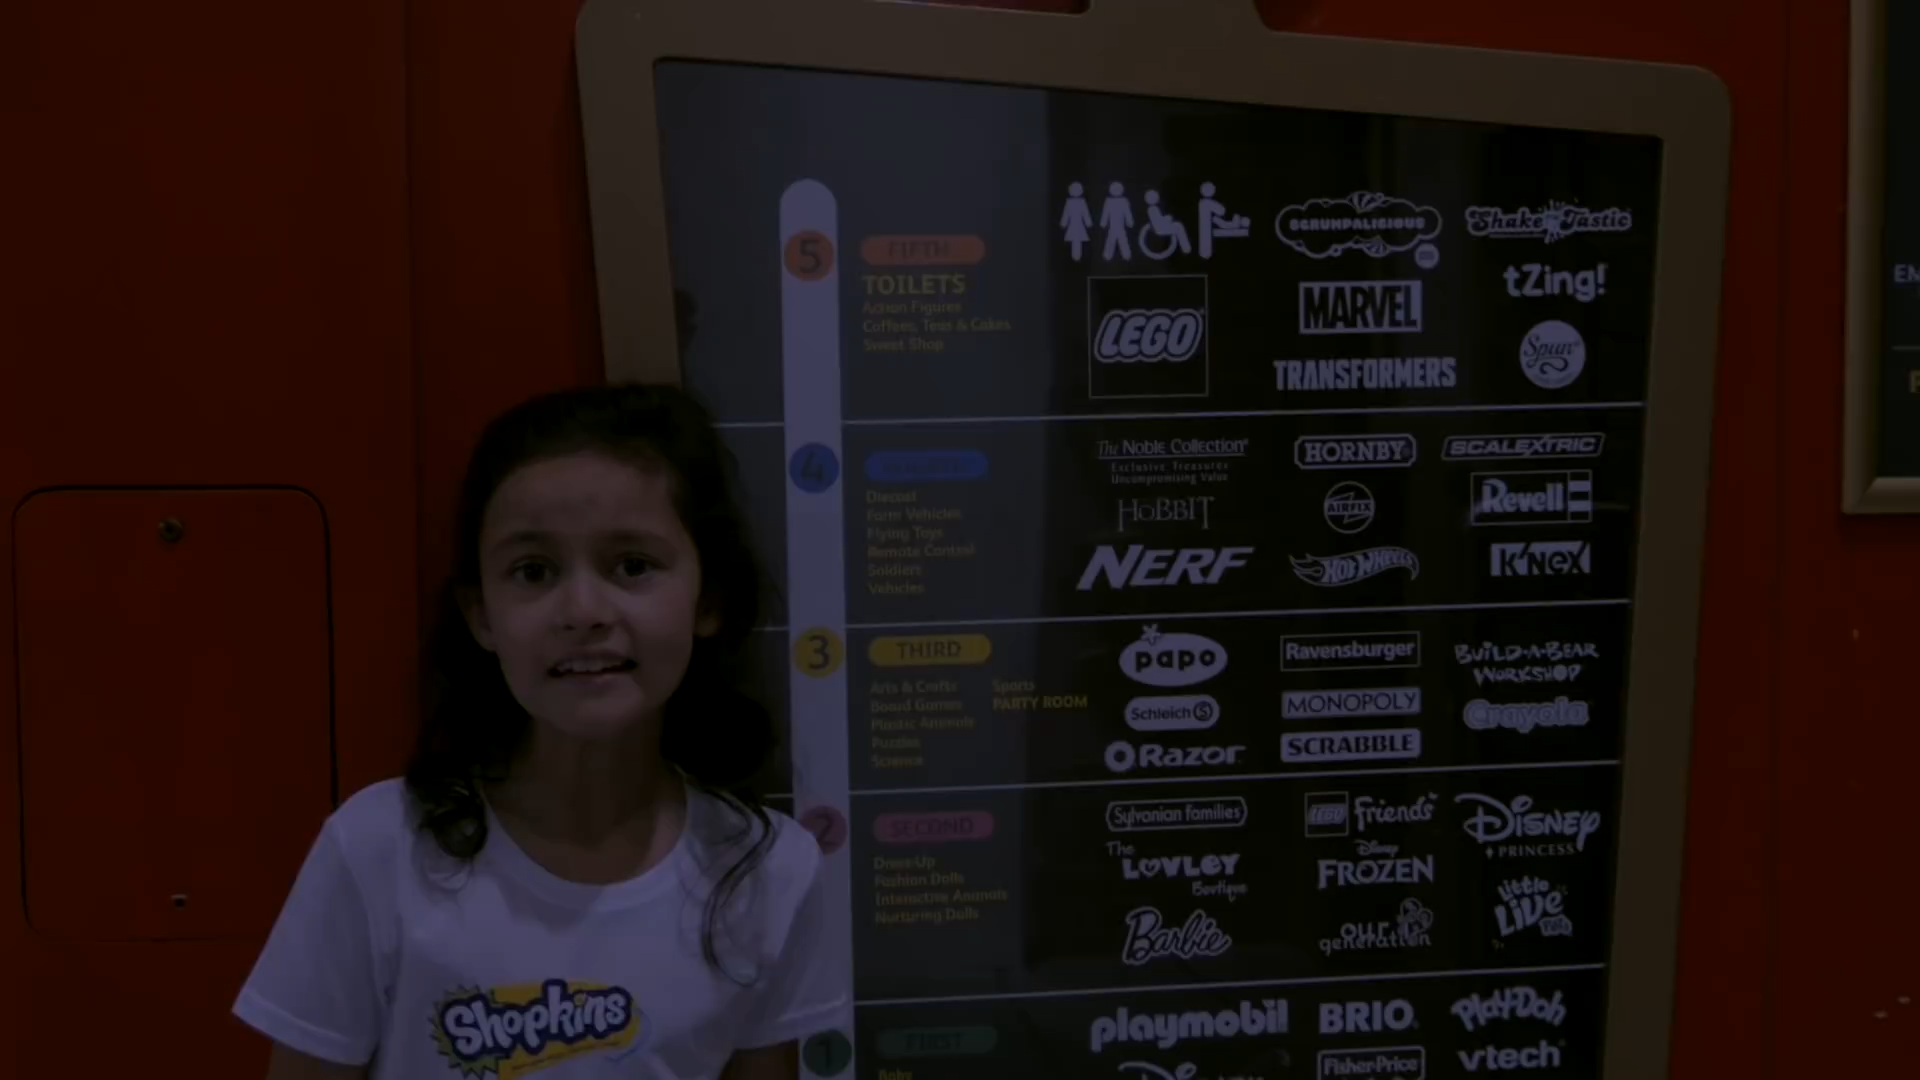 5
FIFTH
TOILETS
Action Figures
Coffees, Teas & Cakes
Sweet Shop
SCRUMPALICIOUS
Shake Tastic
LEGO
MARVEL
tZing!
TRANSFORMERS
Spun
4
Diecast
Farm Vehicles
Flying Toys
Remote Control
Soldiers
Vehicles
The Noble Collection
Exclusive Treasures
Uncompromising Value
HORNBY
SCALEXTRIC
HOBBIT
AIRFIX
Revell
NERF
HOT WHEELS
K'NEX
3
THIRD
Arts & Crafts
Board Games
Plastic Animals
Puzzles
Science
Sports
PARTY ROOM
papo
Ravensburger
BUILD-A-BEAR
WORKSHOP
Schleich S
MONOPOLY
Crayola
Razor
SCRABBLE
2
SECOND
Dress-Up
Fashion Dolls
Interactive Animals
Nurturing Dolls
Sylvanian families
LEGO friends
DISNEY
PRINCESS
The
LOVLEY
Boutique
Disney
FROZEN
Little
Live
Pets
Barbie
our
generation
1
FIRST
Baby
playmobil
BRIO
PLAY-DOH
DISNEY
Fisher-Price
vtech
Shopkins
EM